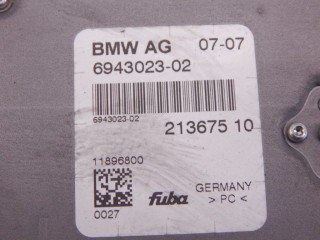 BMW AG 07-07
6943023-02
6943023-02
213675 10
11896800
0027
fuba
GERMANY
> PC <